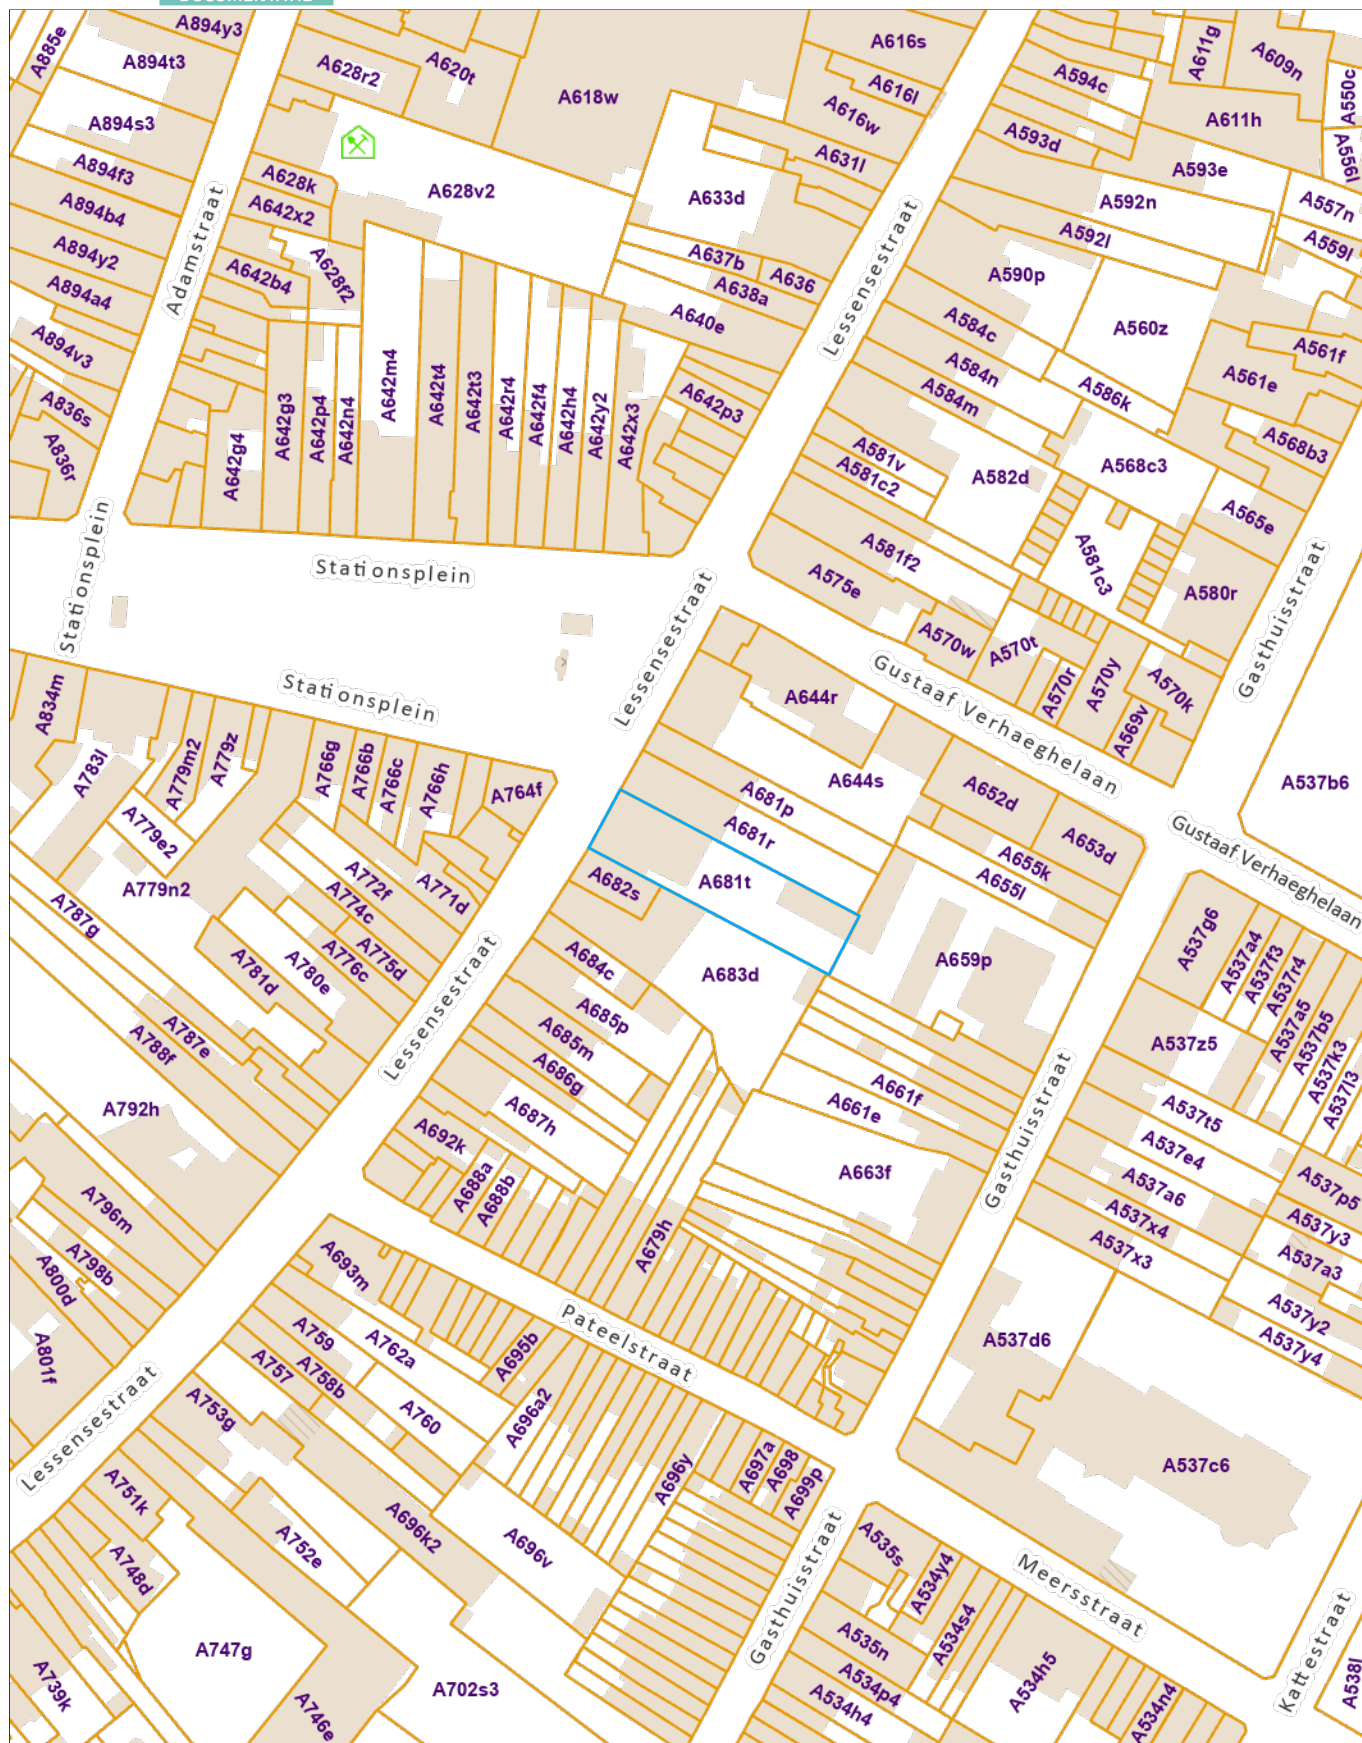 A885e
A894y3
A894t3
A894s3
A894f3
A894b4
A894y2
A894a4
A894v3
A836s
A836r
Adamstraat
A628r2
A620t
A618w
A628k
A642x2
A628v2
A628f2
A642b4
A633d
A637b
A636
A638a
A640e
A616s
A616l
A616w
A631l
A594c
A593d
A611g
A609n
A550c
A611h
A556l
A593e
A592n
A557n
A592l
A559l
A590p
A560z
A584c
A561f
A584n
A586k
A561e
A584m
A568b3
Lessensestraat
A642g4
A642g3
A642p4
A642n4
A642m4
A642t4
A642t3
A642r4
A642f4
A642h4
A642y2
A642x3
A642p3
A581v
A581c2
A582d
A568c3
A565e
A581f2
A581c3
A575e
A580r
Gasthuisstraat
Stationsplein
Stationsplein
Lessensestraat
A570w
A570t
A570r
A570y
A569v
A570k
Gustaaf Verhaeghelaan
Stationsplein
A834m
A783l
A779m2
A779z
A766g
A766b
A766c
A766h
A764f
A644r
A644s
A652d
A653d
A537b6
Gustaaf Verhaeghelaan
A681p
A681r
A681t
A655k
A655l
A682s
A779e2
A779n2
A772f
A774c
A771d
A775d
A776c
A780e
A781d
A787g
A787e
A788f
A792h
Lessensestraat
A684c
A683d
A659p
A685p
A685m
A686g
A687h
A692k
A688a
A688b
A661f
A661e
A663f
A679h
Gasthuisstraat
A537g6
A537a4
A537f3
A537r4
A537a5
A537b5
A537k3
A537l3
A537z5
A537t5
A537e4
A537a6
A537x4
A537x3
A537p5
A537y3
A537a3
A537y2
A537y4
A537d6
A537c6
A796m
A798b
A800d
A801f
Lessensestraat
A693m
Pateelstraat
A759
A762a
A757
A758b
A760
A695b
A696a2
A753g
A751k
A748d
A752e
A696k2
A696v
A696y
A697a
A698
A699p
Gasthuisstraat
A535s
A534y4
A535n
A534s4
A534p4
A534h4
A534h5
A534n4
Meersstraat
Kattestraat
A538l
A747g
A739k
A746e
A702s3